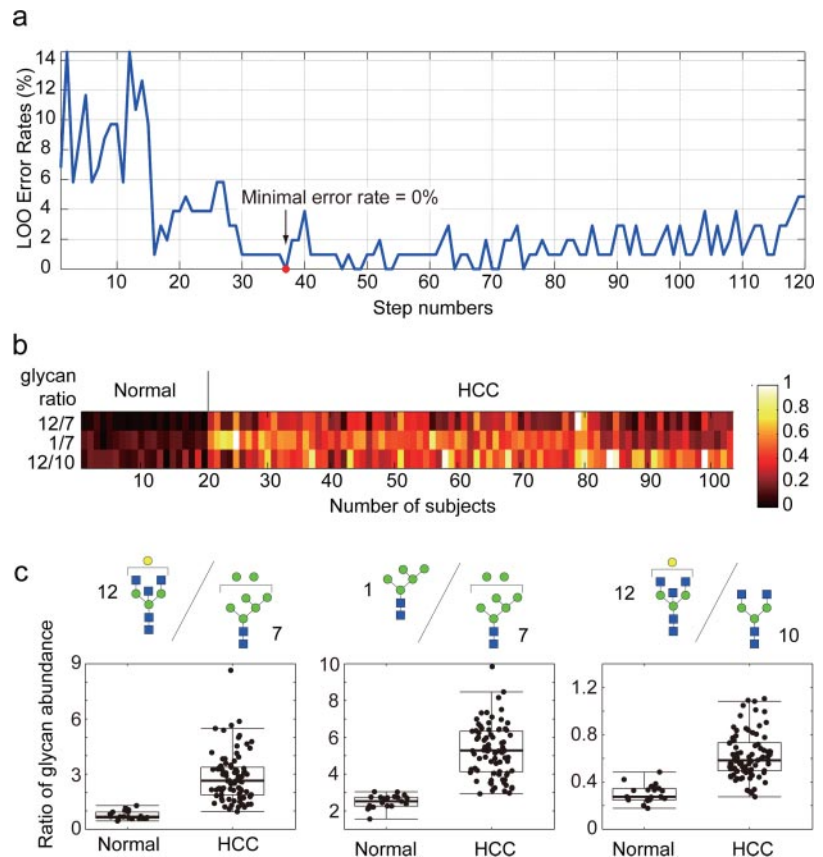 a
LOO Error Rates (%)
14
12
10
8
6
4
2
0
Minimal error rate = 0%
10 20 30 40 50 60 70 80 90 100 110 120
Step numbers
b
glycan ratio
Normal
HCC
12/7
1/7
12/10
10 20 30 40 50 60 70 80 90 100
Number of subjects
1
0.8
0.6
0.4
0.2
0
c
12
7
1
7
12
10
Ratio of glycan abundance
9
6
3
0
Normal HCC
10
8
6
4
2
Normal HCC
1.2
0.8
0.4
0
Normal HCC